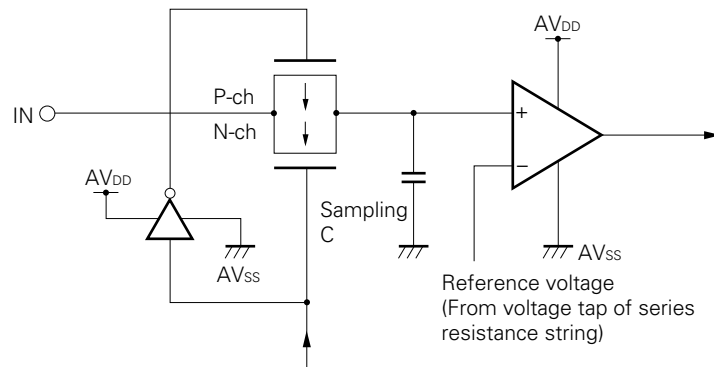 AVDD
P-ch
IN
N-ch
+
−
AVDD
Sampling
C
AVSS
AVSS
Reference voltage
(From voltage tap of series
resistance string)